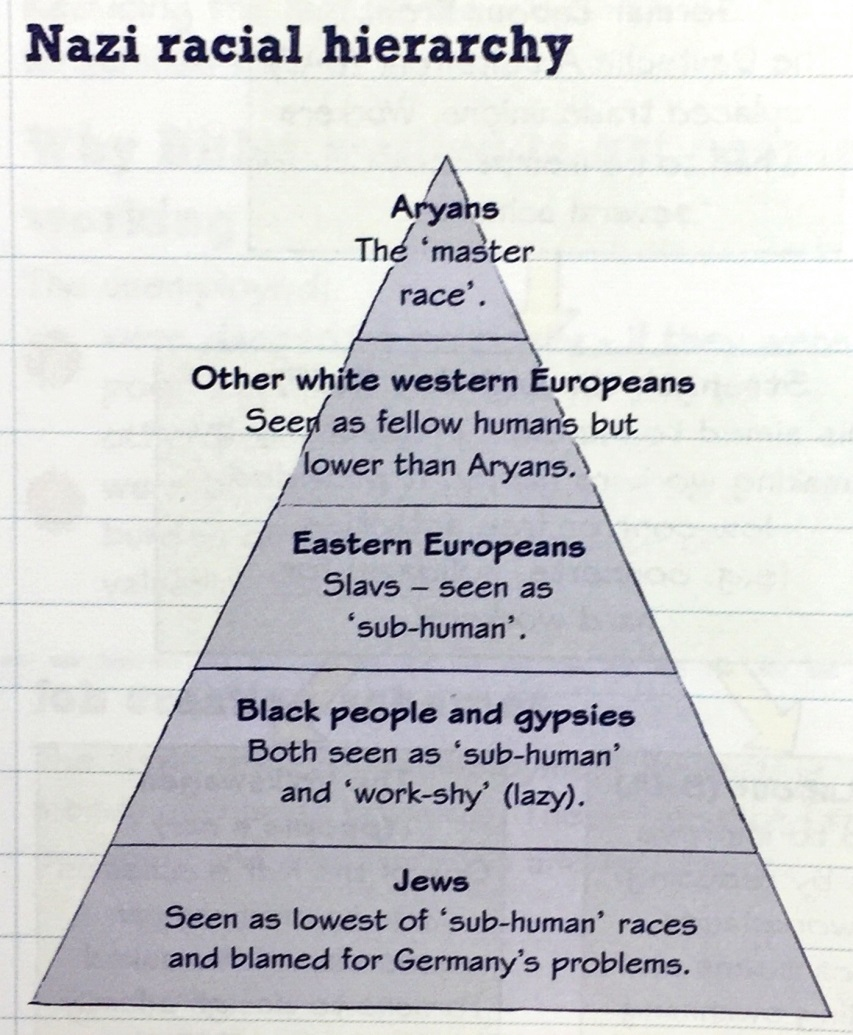 Nazi racial hierarchy
Aryans
The ‘master
race’.
Other white western Europeans
Seen as fellow humans but
lower than Aryans.
Eastern Europeans
Slavs – seen as
‘sub-human’.
Black people and gypsies
Both seen as ‘sub-human’
and ‘work-shy’ (lazy).
Jews
Seen as lowest of ‘sub-human’ races
and blamed for Germany’s problems.